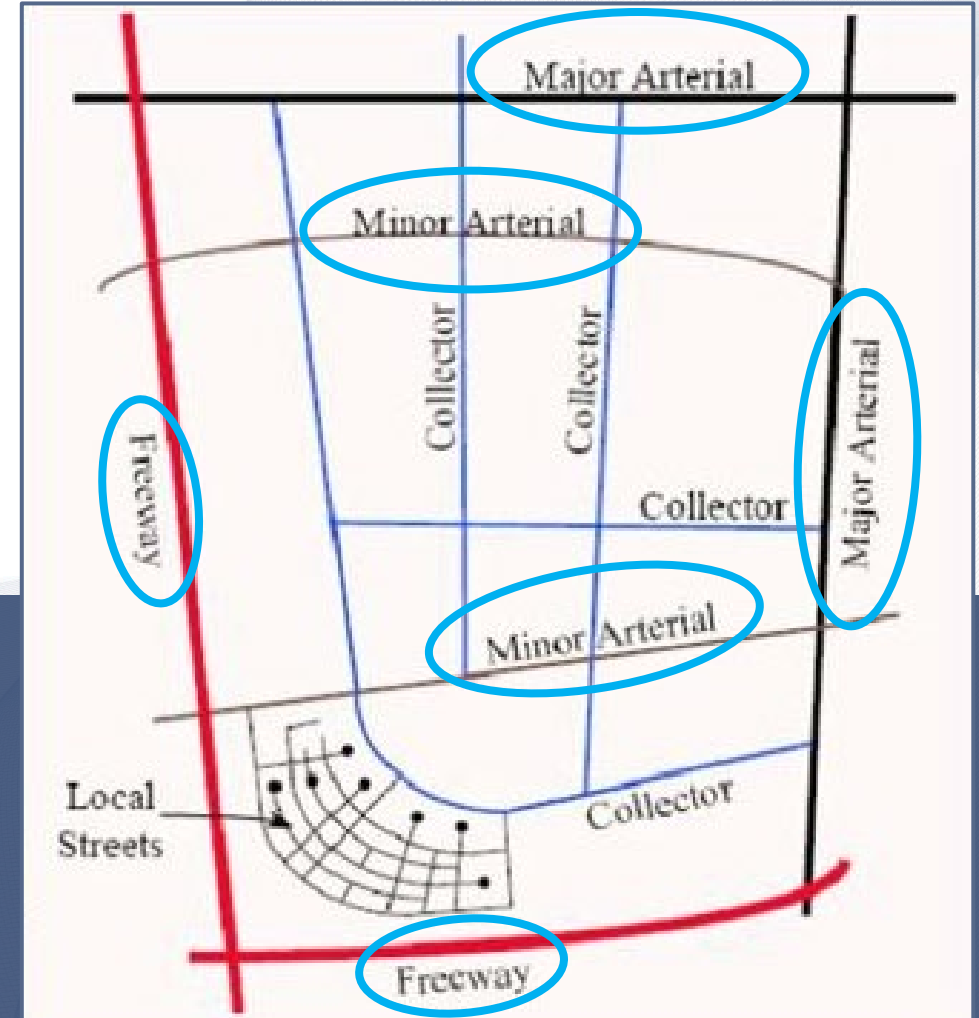 Major Arterial
Minor Arterial
Collector
Collector
Major Arterial
Freeway
Collector
Minor Arterial
Local
Streets
Collector
Freeway